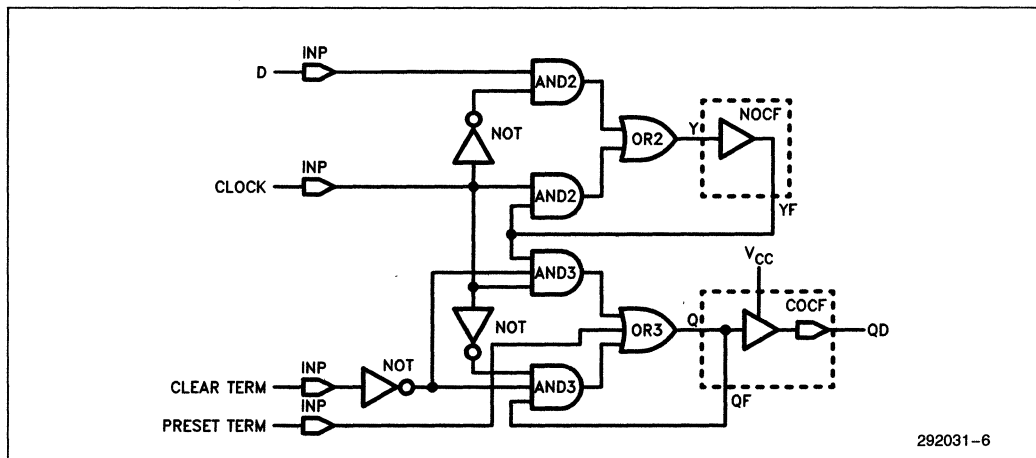 INP
D
AND2
NOCF
NOT
Y
OR2
INP
CLOCK
AND2
YF
VCC
AND3
COCF
NOT
OR3
Q
QD
INP
NOT
CLEAR TERM
AND3
INP
QF
PRESET TERM
292031-6